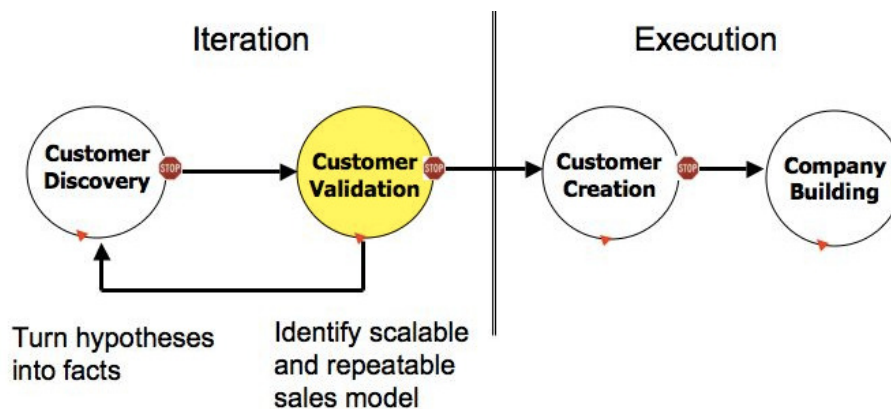 Iteration
Execution
Customer
Discovery
STOP
Customer
Validation
STOP
Customer
Creation
STOP
Company
Building
Turn hypotheses
into facts
Identify scalable
and repeatable
sales model